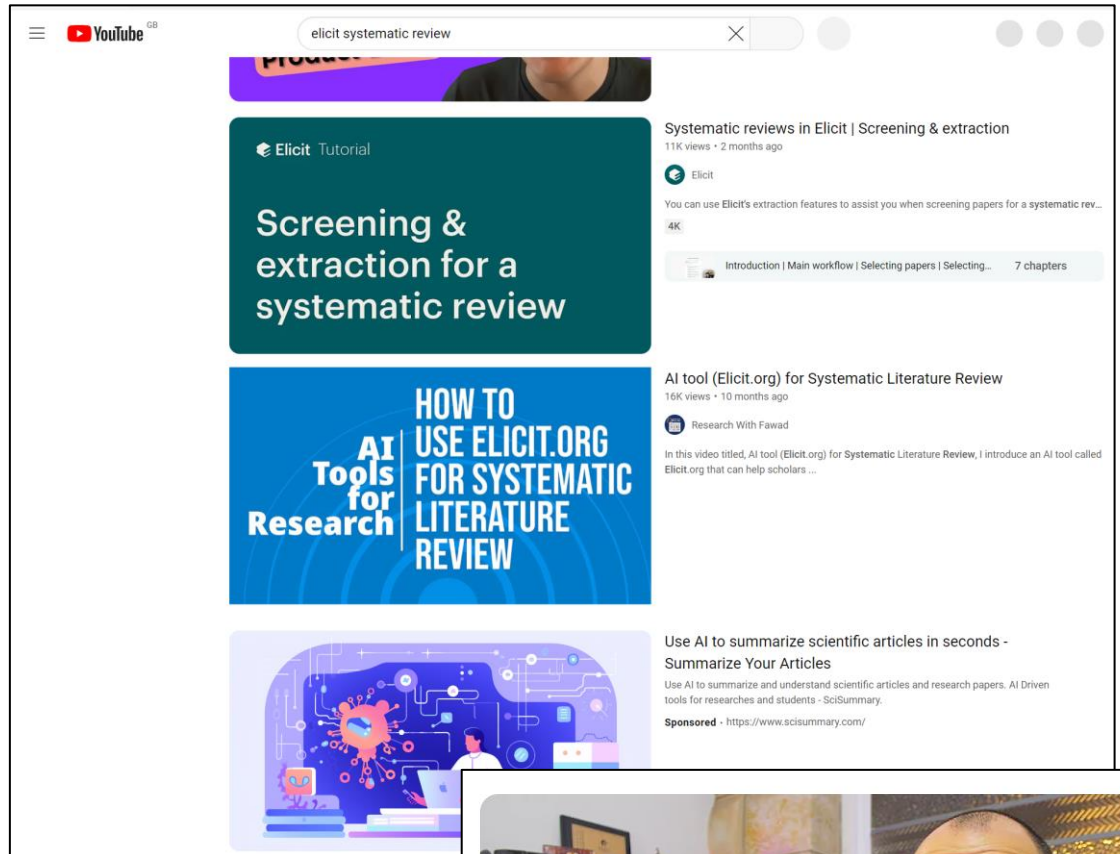 YouTube GB
elicit systematic review
Product
Elicit Tutorial
Screening &
extraction for a
systematic review
Systematic reviews in Elicit | Screening & extraction
11K views • 2 months ago
Elicit
You can use Elicit's extraction features to assist you when screening papers for a systematic rev...
4K
Introduction | Main workflow | Selecting papers | Selecting... 7 chapters
AI
Tools
for
Research
HOW TO
USE ELICIT.ORG
FOR SYSTEMATIC
LITERATURE
REVIEW
AI tool (Elicit.org) for Systematic Literature Review
16K views • 10 months ago
Research With Fawad
In this video titled, AI tool (Elicit.org) for Systematic Literature Review, I introduce an AI tool called
Elicit.org that can help scholars ...
Use AI to summarize scientific articles in seconds -
Summarize Your Articles
Use AI to summarize and understand scientific articles and research papers. AI Driven
tools for researches and students - SciSummary.
Sponsored · https://www.scisummary.com/